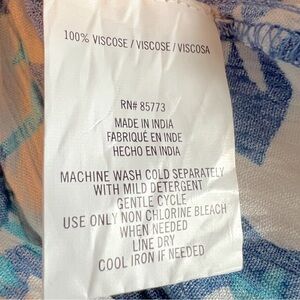 100% VISCOSE / VISCOSE / VISCOSA
RN# 85773
MADE IN INDIA
FABRIQUÉ EN INDE
HECHO EN INDIA
MACHINE WASH COLD SEPARATELY
WITH MILD DETERGENT
GENTLE CYCLE
USE ONLY NON CHLORINE BLEACH
WHEN NEEDED
LINE DRY
COOL IRON IF NEEDED